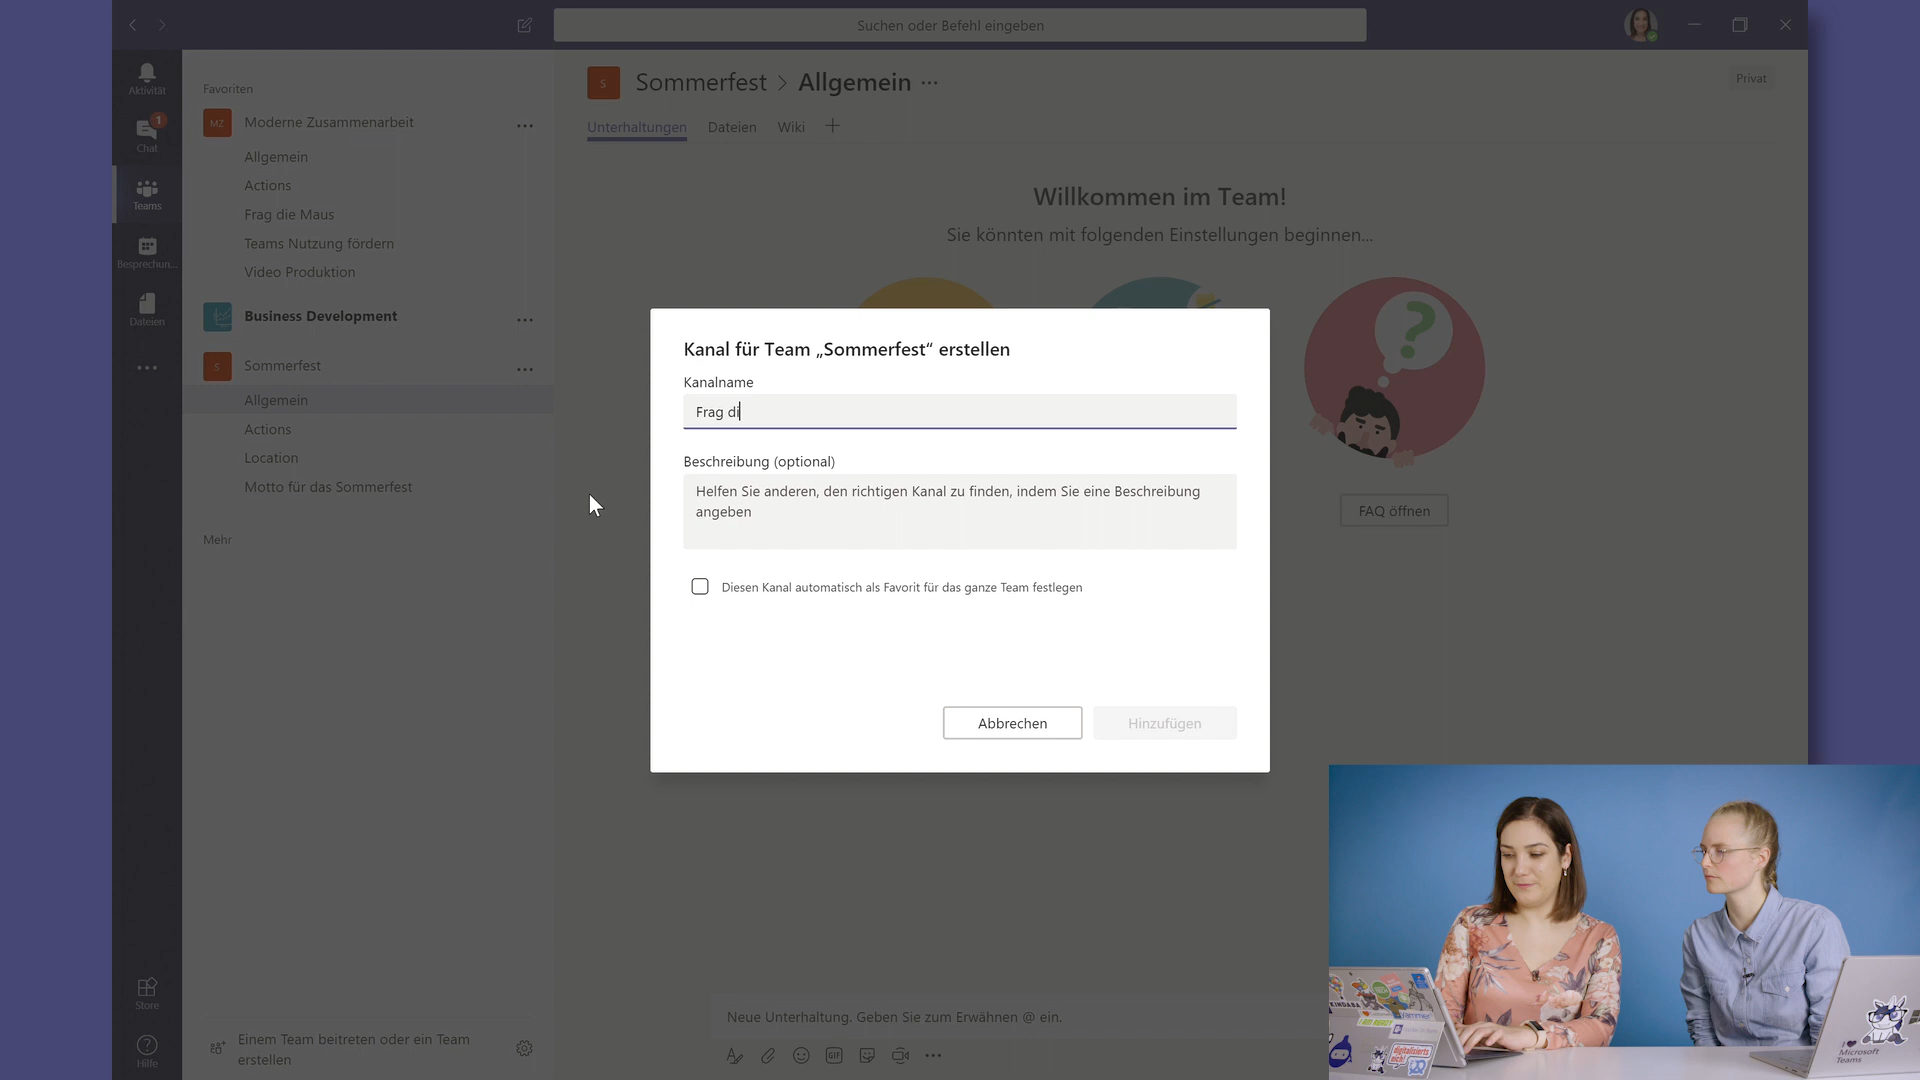 Suchen oder Befehl eingeben
Aktivität
1
Chat
Teams
Besprechun...
Dateien
Store
Hilfe
Favoriten
MZ
Moderne Zusammenarbeit
Allgemein
Actions
Frag die Maus
Teams Nutzung fördern
Video Produktion
Business Development
S
Sommerfest
Allgemein
Actions
Location
Motto für das Sommerfest
Mehr
Einem Team beitreten oder ein Team
erstellen
S
Sommerfest > Allgemein ...
Privat
Unterhaltungen
Dateien
Wiki
Willkommen im Team!
Sie könnten mit folgenden Einstellungen beginnen...
FAQ öffnen
Kanal für Team „Sommerfest“ erstellen
Kanalname
Frag di
Beschreibung (optional)
Helfen Sie anderen, den richtigen Kanal zu finden, indem Sie eine Beschreibung
angeben
Diesen Kanal automatisch als Favorit für das ganze Team festlegen
Abbrechen
Hinzufügen
Neue Unterhaltung. Geben Sie zum Erwähnen @ ein.
GIF
KINDARA
I
Microsoft
Teams